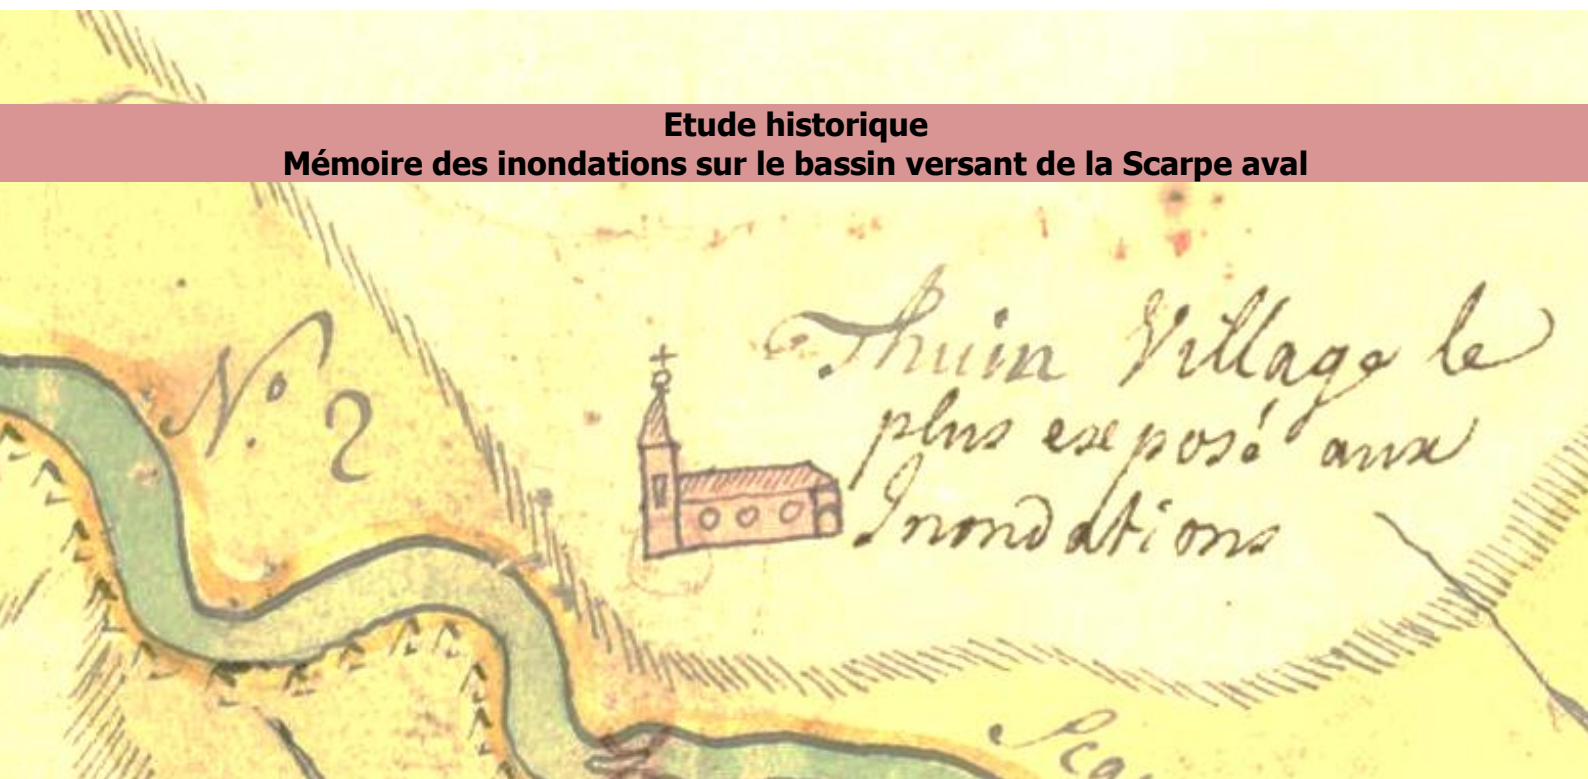 Etude historique
Mémoire des inondations sur le bassin versant de la Scarpe aval
N.º 2
Thuin Village le
plus exposé aux
Inondations
Sca